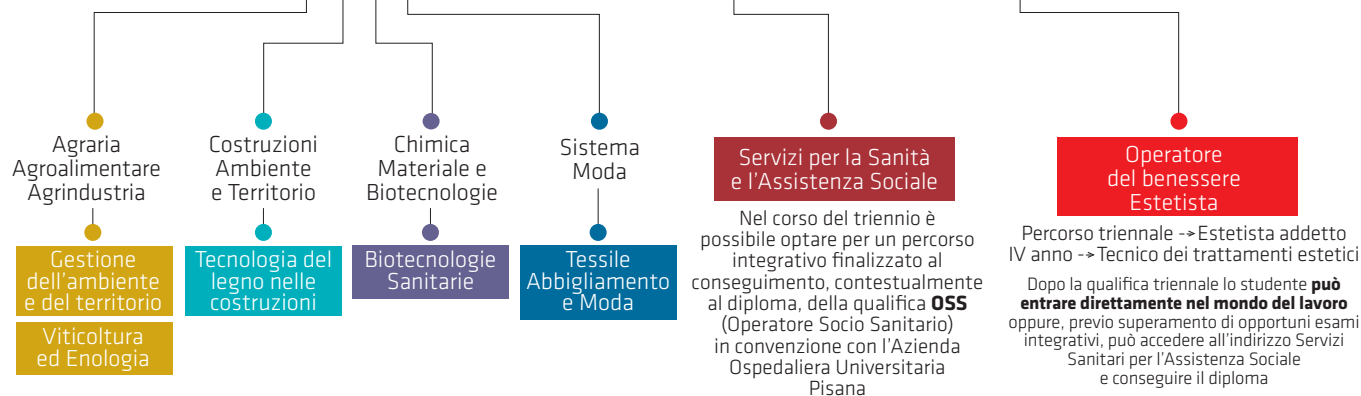 Agraria
Agroalimentare
Agrindustria
Gestione
dell'ambiente
e del territorio
Viticoltura
ed Enologia
Costruzioni
Ambiente
e Territorio
Tecnologia del
legno nelle
costruzioni
Chimica
Materiale e
Biotecnologie
Biotecnologie
Sanitarie
Sistema
Moda
Tessile
Abbigliamento
e Moda
Servizi per la Sanità
e l'Assistenza Sociale
Nel corso del triennio è
possibile optare per un percorso
integrativo finalizzato al
conseguimento, contestualmente
al diploma, della qualifica OSS
(Operatore Socio Sanitario)
in convenzione con l'Azienda
Ospedaliera Universitaria
Pisana
Operatore
del benessere
Estetista
Percorso triennale -→ Estetista addetto
IV anno -→ Tecnico dei trattamenti estetici
Dopo la qualifica triennale lo studente può
entrare direttamente nel mondo del lavoro
oppure, previo superamento di opportuni esami
integrativi, può accedere all'indirizzo Servizi
Sanitari per l'Assistenza Sociale
e conseguire il diploma